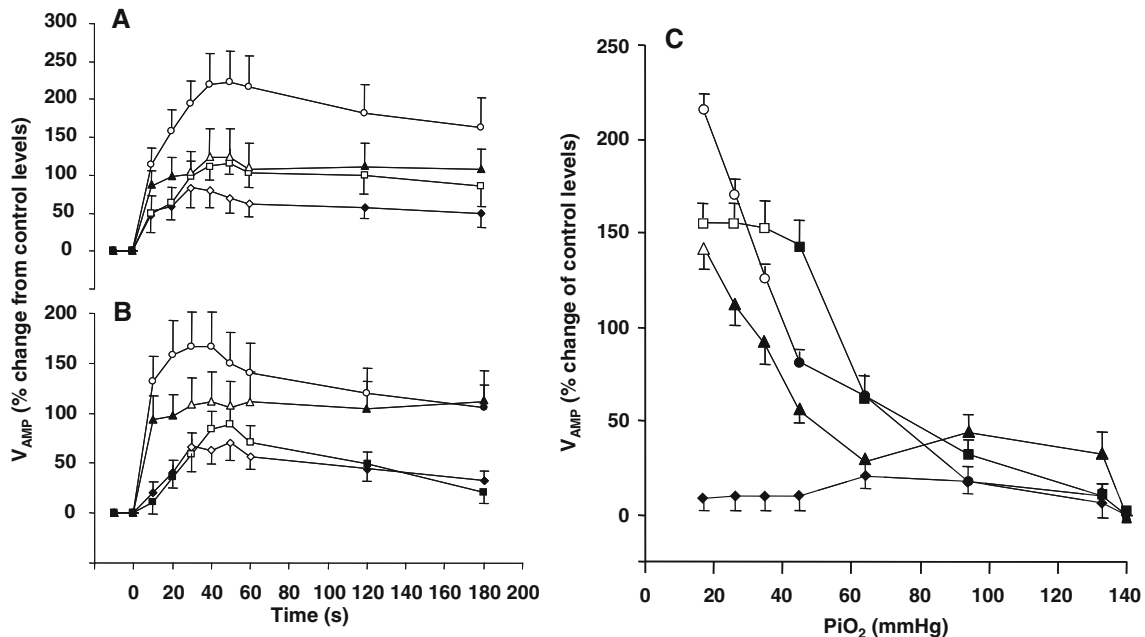 A
300
250
200
150
100
50
0
B
200
150
100
50
0
V_AMP (% change from control levels)
0 20 40 60 80 100 120 140 160 180 200
Time (s)
C
250
200
150
100
50
0
V_AMP (% change of control levels)
0 20 40 60 80 100 120 140
PiO₂ (mmHg)